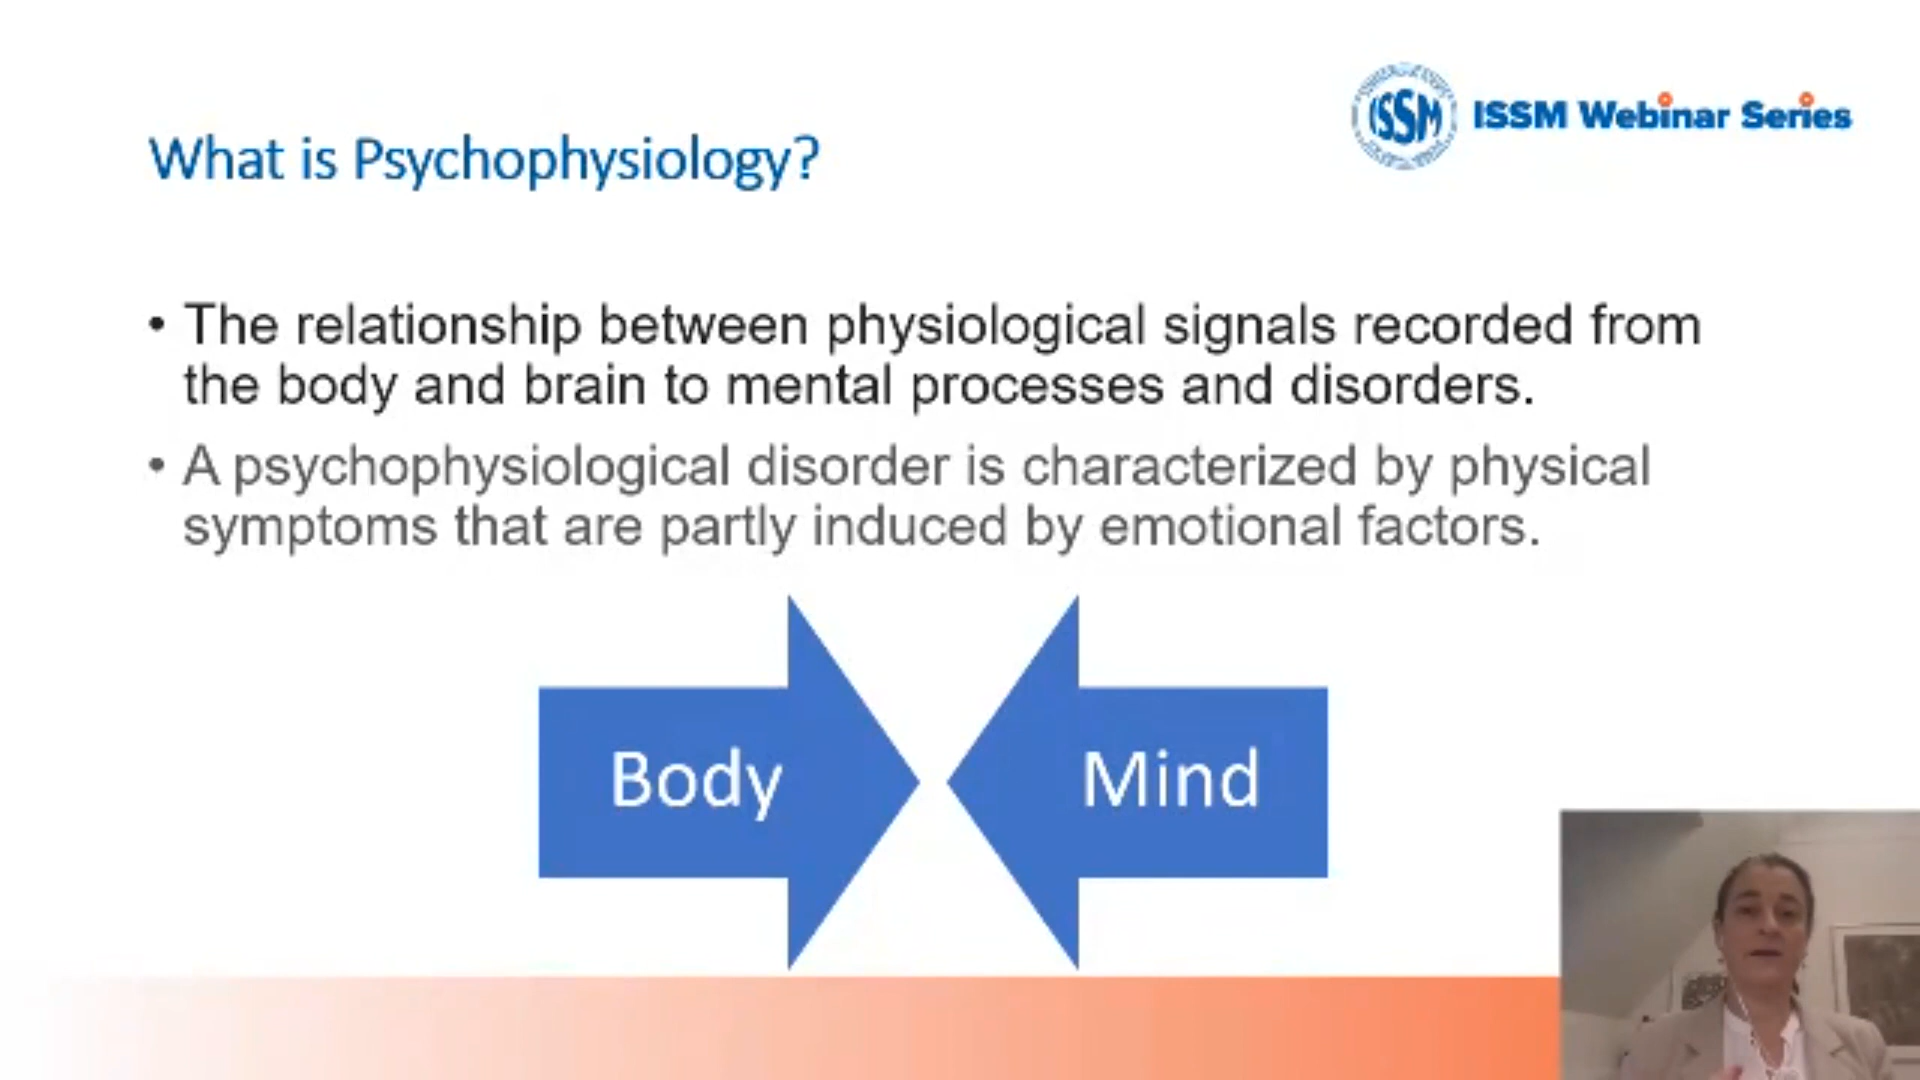 ISSM
ISSM Webinar Series
What is Psychophysiology?
• The relationship between physiological signals recorded from
the body and brain to mental processes and disorders.
• A psychophysiological disorder is characterized by physical
symptoms that are partly induced by emotional factors.
Body
Mind